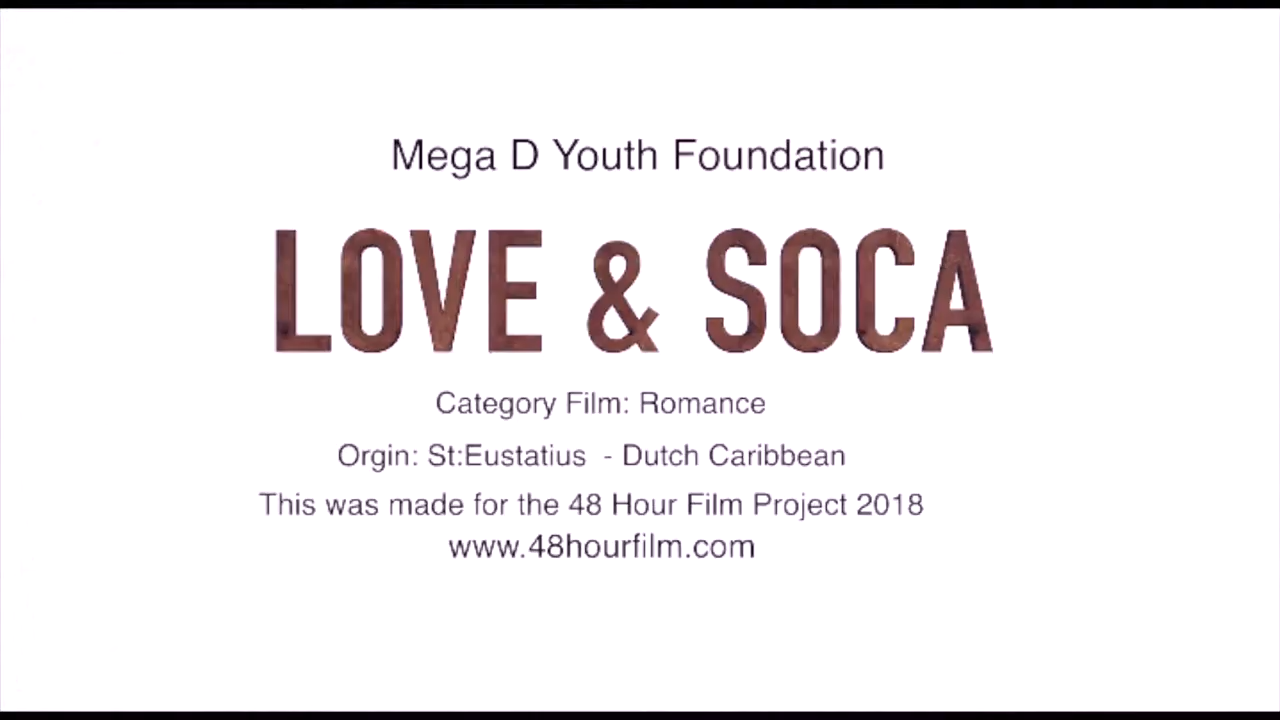 Mega D Youth Foundation
LOVE & SOCA
Category Film: Romance
Orgin: St:Eustatius - Dutch Caribbean
This was made for the 48 Hour Film Project 2018
www.48hourfilm.com